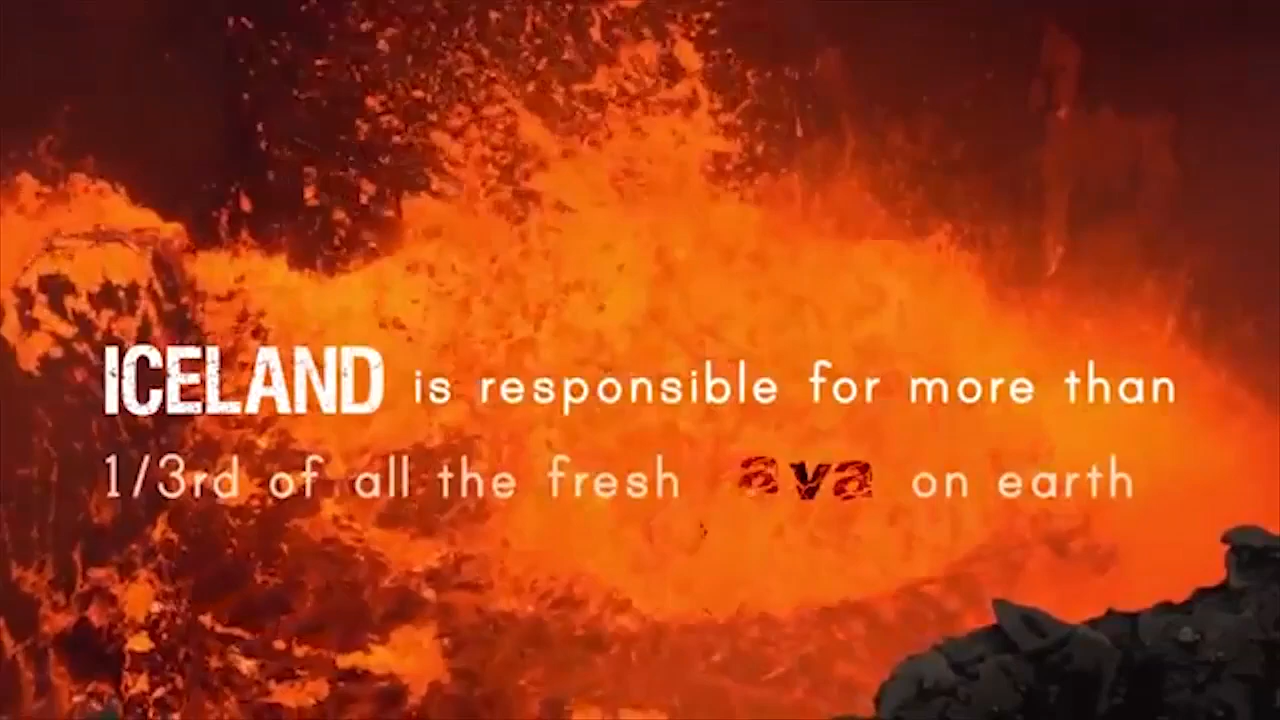 ICELAND is responsible for more than
1/3rd of all the fresh ava on earth